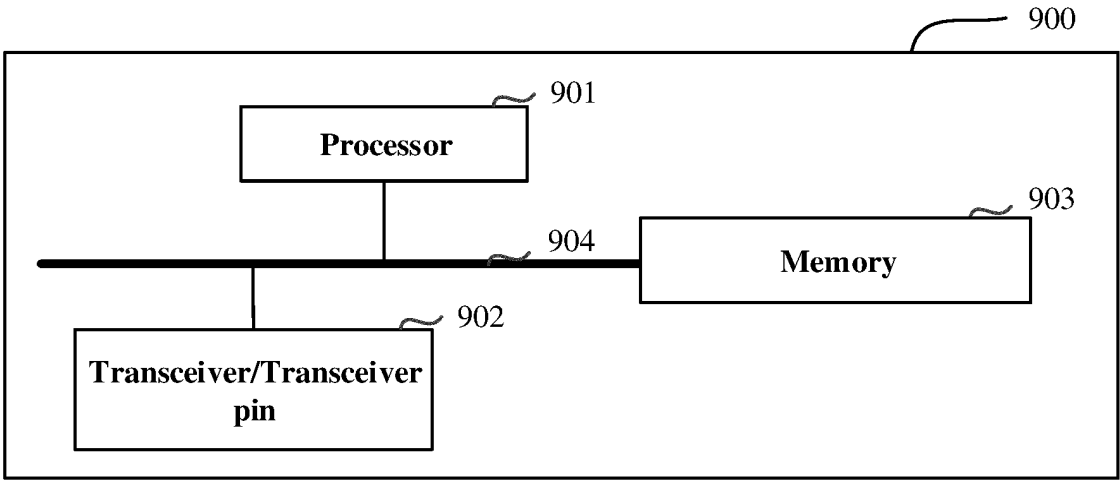 900
901
Processor
903
904
Memory
902
Transceiver/Transceiver
pin